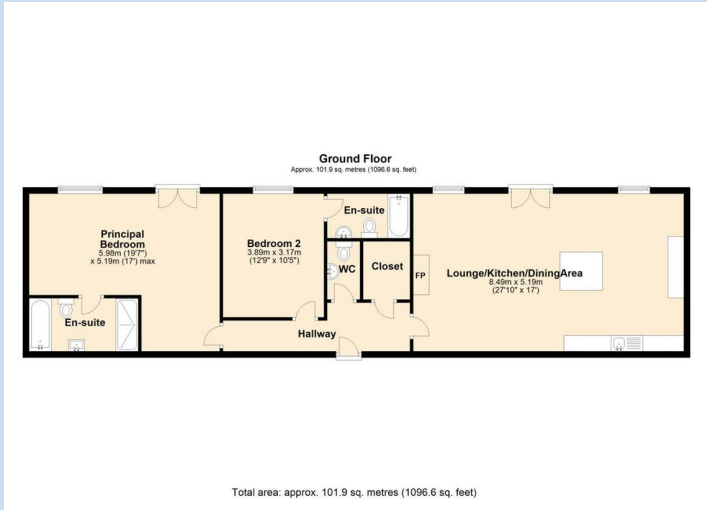 Ground Floor
Approx. 101.9 sq. metres (1096.6 sq. feet)
Principal
Bedroom
5.98m (19'7")
x 5.19m (17') max
En-suite
Bedroom 2
3.89m x 3.17m
(12'9" x 10'5")
En-suite
WC
Closet
Hallway
FP
Lounge/Kitchen/DiningArea
8.49m x 5.19m
(27'10" x 17')
Total area: approx. 101.9 sq. metres (1096.6 sq. feet)